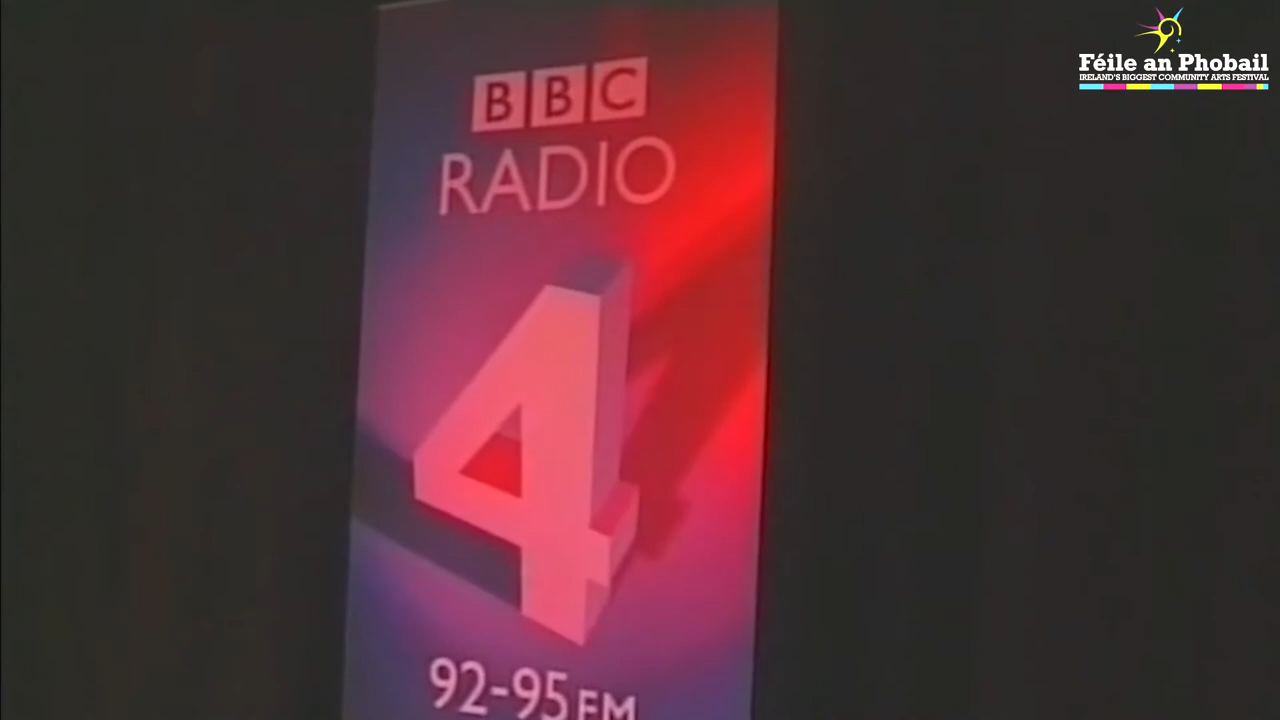 BBC
RADIO
4
92-95 FM
Féile an Phobail
IRELAND'S BIGGEST COMMUNITY ARTS FESTIVAL